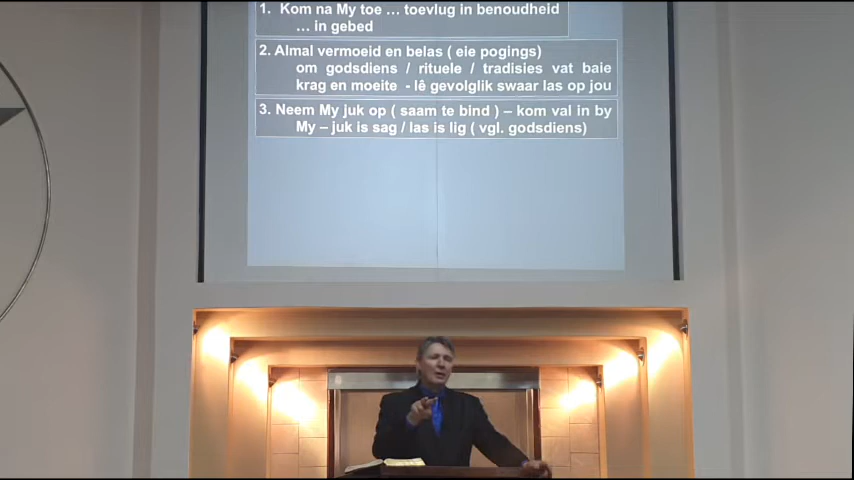 1. Kom na My toe ... toevlug in benoudheid
... in gebed
2. Almal vermoeid en belas ( eie pogings)
om godsdiens / rituele / tradisies vat baie
krag en moeite - lê gevolglik swaar las op jou
3. Neem My juk op ( saam te bind ) – kom val in by
My – juk is sag / las is lig ( vgl. godsdiens)